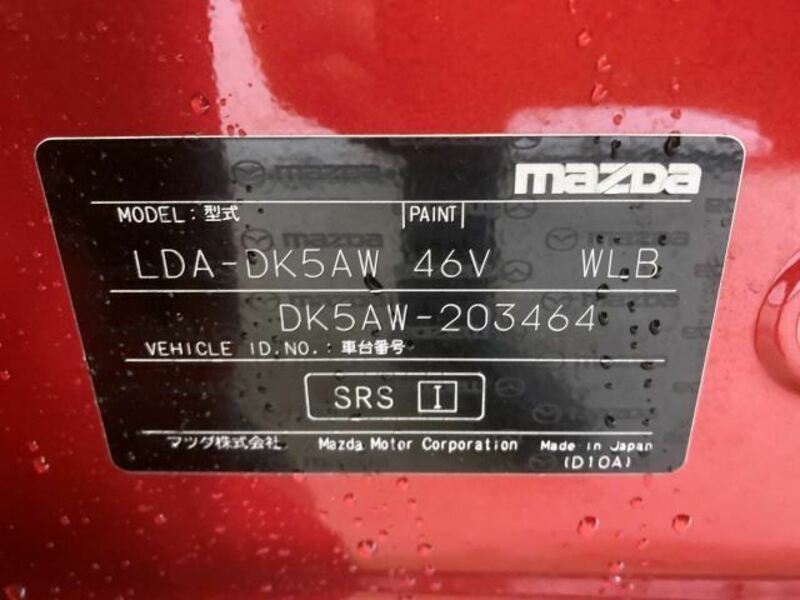 mazda
MODEL : 型式 PAINT
LDA-DK5AW 46V WLB
DK5AW-203464
VEHICLE ID.NO. : 車台番号
SRS I
マツダ株式会社 Mazda Motor Corporation Made in Japan
(D10A)